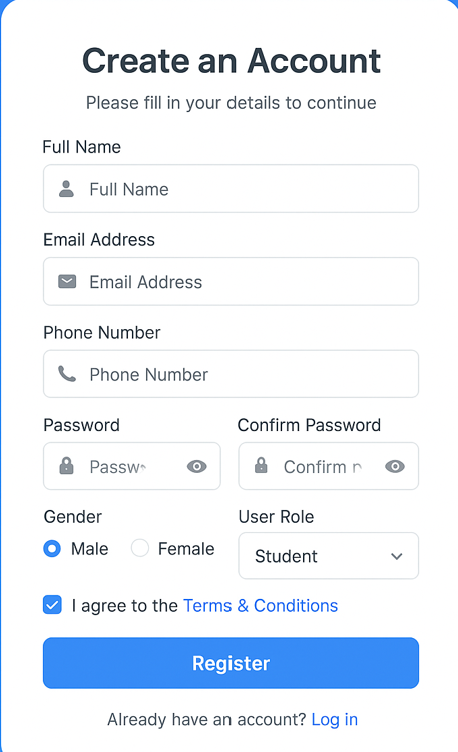 Create an Account
Please fill in your details to continue
Full Name
Full Name
Email Address
Email Address
Phone Number
Phone Number
Password Confirm Password
Passw Confirm
Gender User Role
Male Female Student
I agree to the Terms & Conditions
Register
Already have an account? Log in